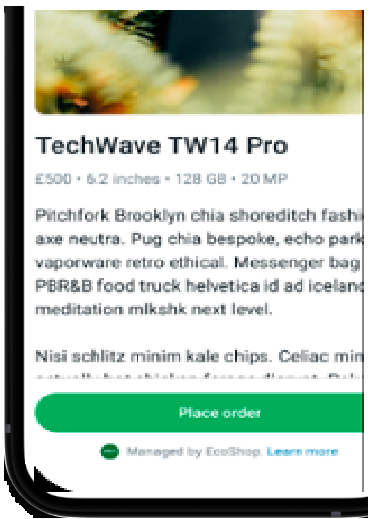 TechWave TW14 Pro
£500 • 6.2 inches • 128 GB • 20 MP
Pitchfork Brooklyn chia shoreditch fashi
axe neutra. Pug chia bespoke, echo park
vaporware retro ethical. Messenger bag
PBR&B food truck helvetica id ad iceland
meditation mlkshk next level.
Nisi schlitz minim kale chips. Celiac min
Place order
Managed by EcoShop. Learn more